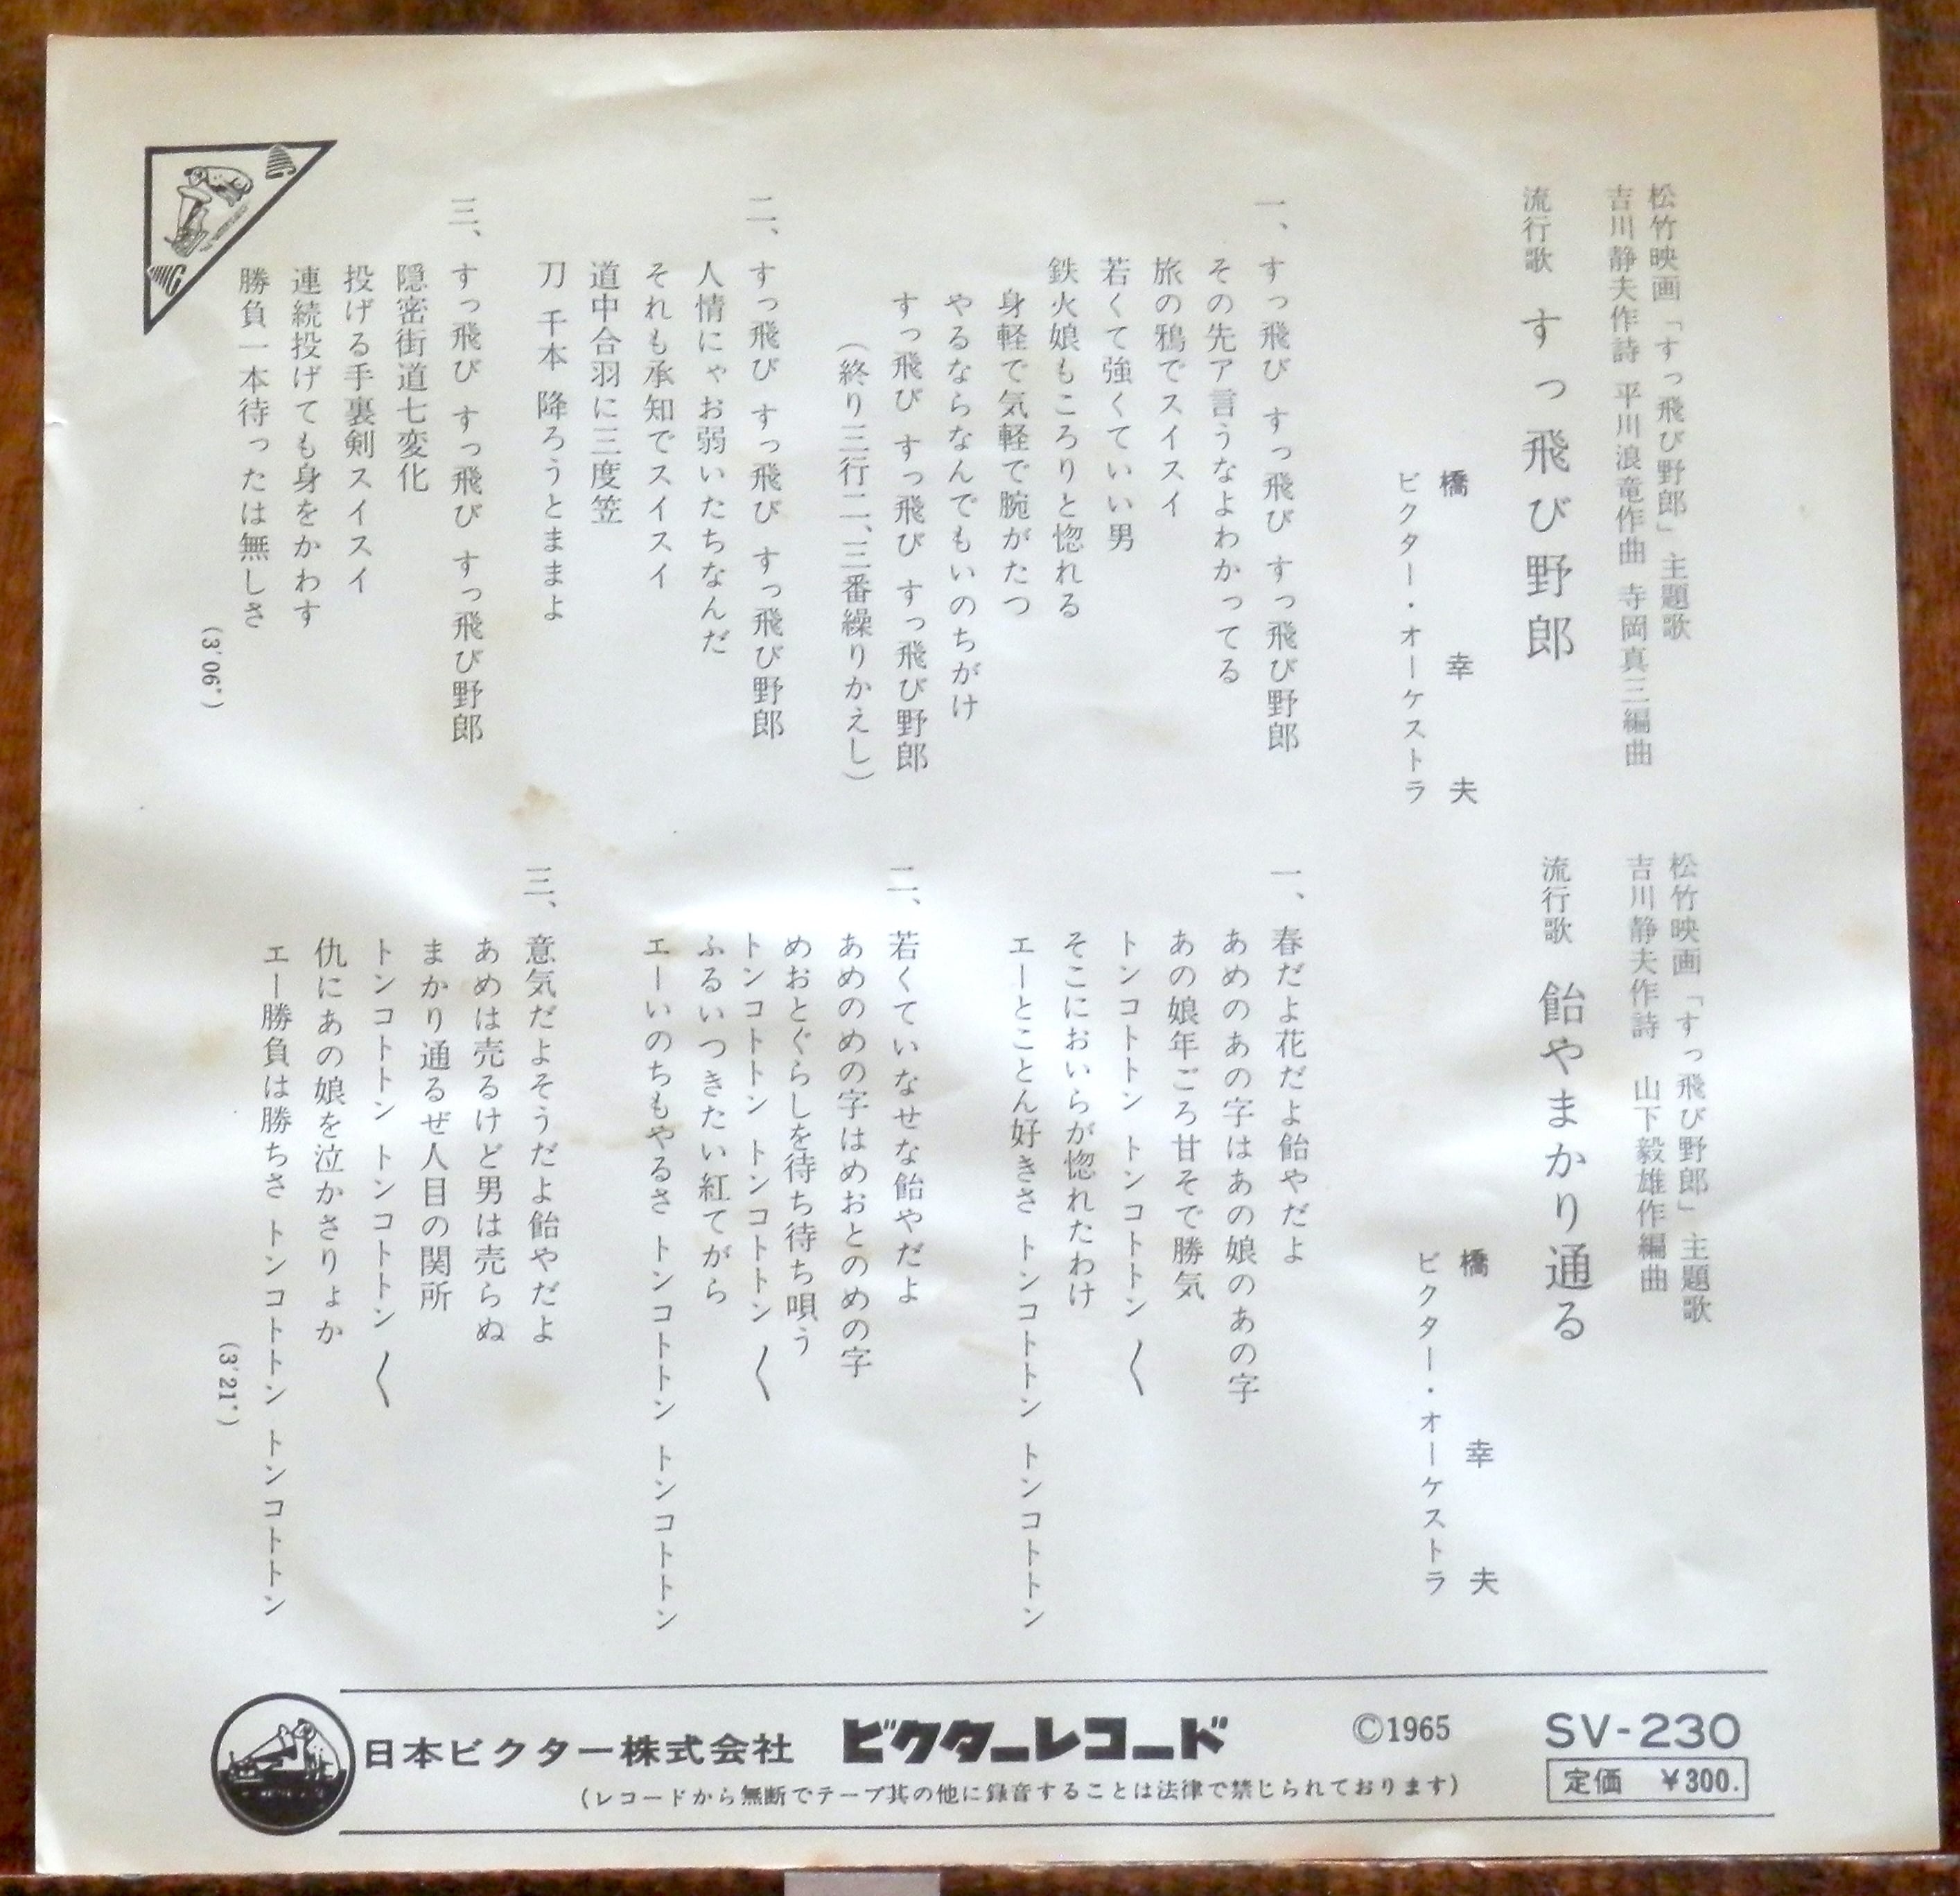 松竹映画「すっ飛び野郎」主題歌
吉川静夫作詩 平川浪竜作曲 寺岡真三編曲
流行歌 すっ飛び野郎
橋 幸夫
ビクター・オーケストラ
一、すっ飛び すっ飛び すっ飛び野郎
その先ア言うなよわかってる
旅の鴉でスイスイ
若くて強くていい男
鉄火娘もころりと惚れる
身軽で気軽で腕がたつ
やるならなんでもいのちがけ
すっ飛び すっ飛び すっ飛び野郎
(終り三行二、三番繰りかえし)
二、すっ飛び すっ飛び すっ飛び野郎
人情にゃお弱いたちなんだ
それも承知でスイスイ
道中合羽に三度笠
刀 千本 降ろうとままよ
三、すっ飛び すっ飛び すっ飛び野郎
隠密街道七変化
投げる手裏剣スイスイ
連続投げても身をかわす
勝負一本待ったは無しさ
(3'06")
松竹映画「すっ飛び野郎」主題歌
吉川静夫作詩 山下毅雄作編曲
流行歌 飴やまかり通る
橋 幸夫
ビクター・オーケストラ
一、春だよ花だよ飴やだよ
あめのあの字はあの娘のあの字
あの娘年ごろ甘そで勝気
トンコトトン トンコトトン 〱
そこにおいらが惚れたわけ
エーとことん好きさ トンコトトン トンコトトン
二、若くていなせな飴やだよ
あめのめの字はめおとのめの字
めおとぐらしを待ち待ち唄う
トンコトトン トンコトトン 〱
ふるいつきたい紅てがら
エーいのちもやるさ トンコトトン トンコトトン
三、意気だよそうだよ飴やだよ
あめは売るけど男は売らぬ
まかり通るぜ人目の関所
トンコトトン トンコトトン 〱
仇にあの娘を泣かさりょか
エー勝負は勝ちさ トンコトトン トンコトトン
(3'21")
日本ビクター株式会社 ビクターレコード ©1965 SV-230
(レコードから無断でテープ其の他に録音することは法律で禁じられております)
定価 ¥300.